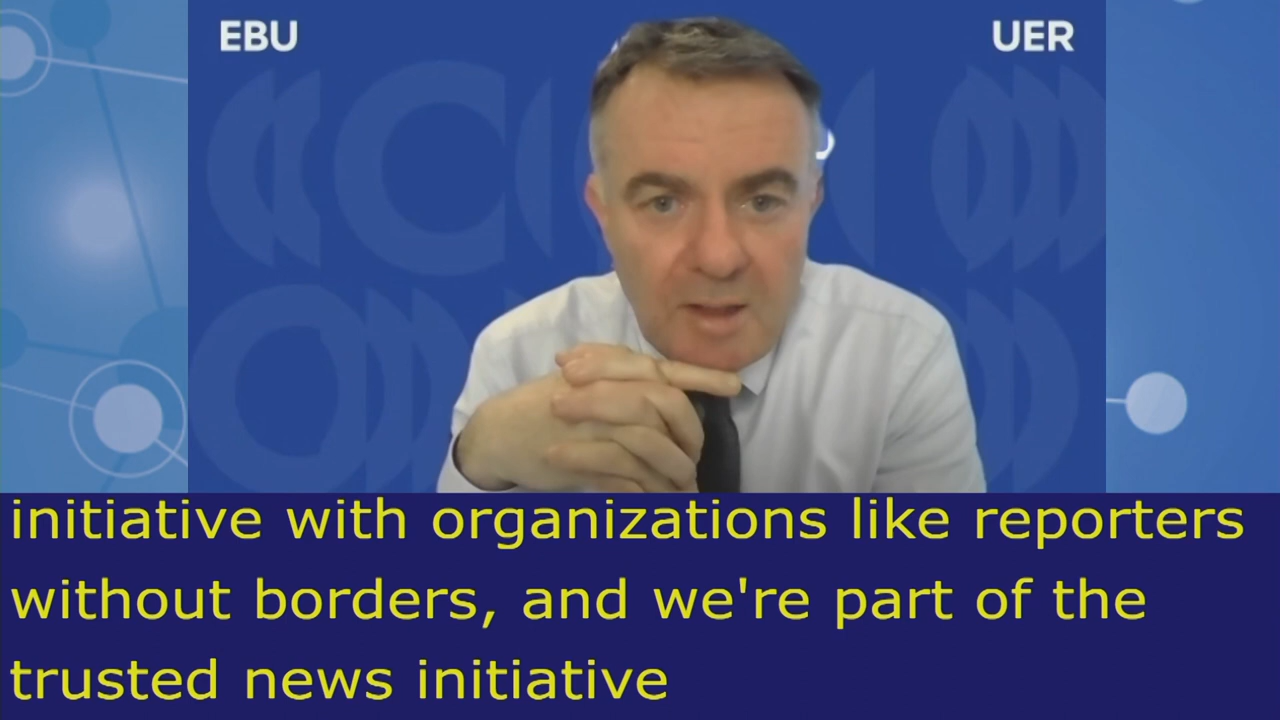 EBU
UER
initiative with organizations like reporters
without borders, and we're part of the
trusted news initiative